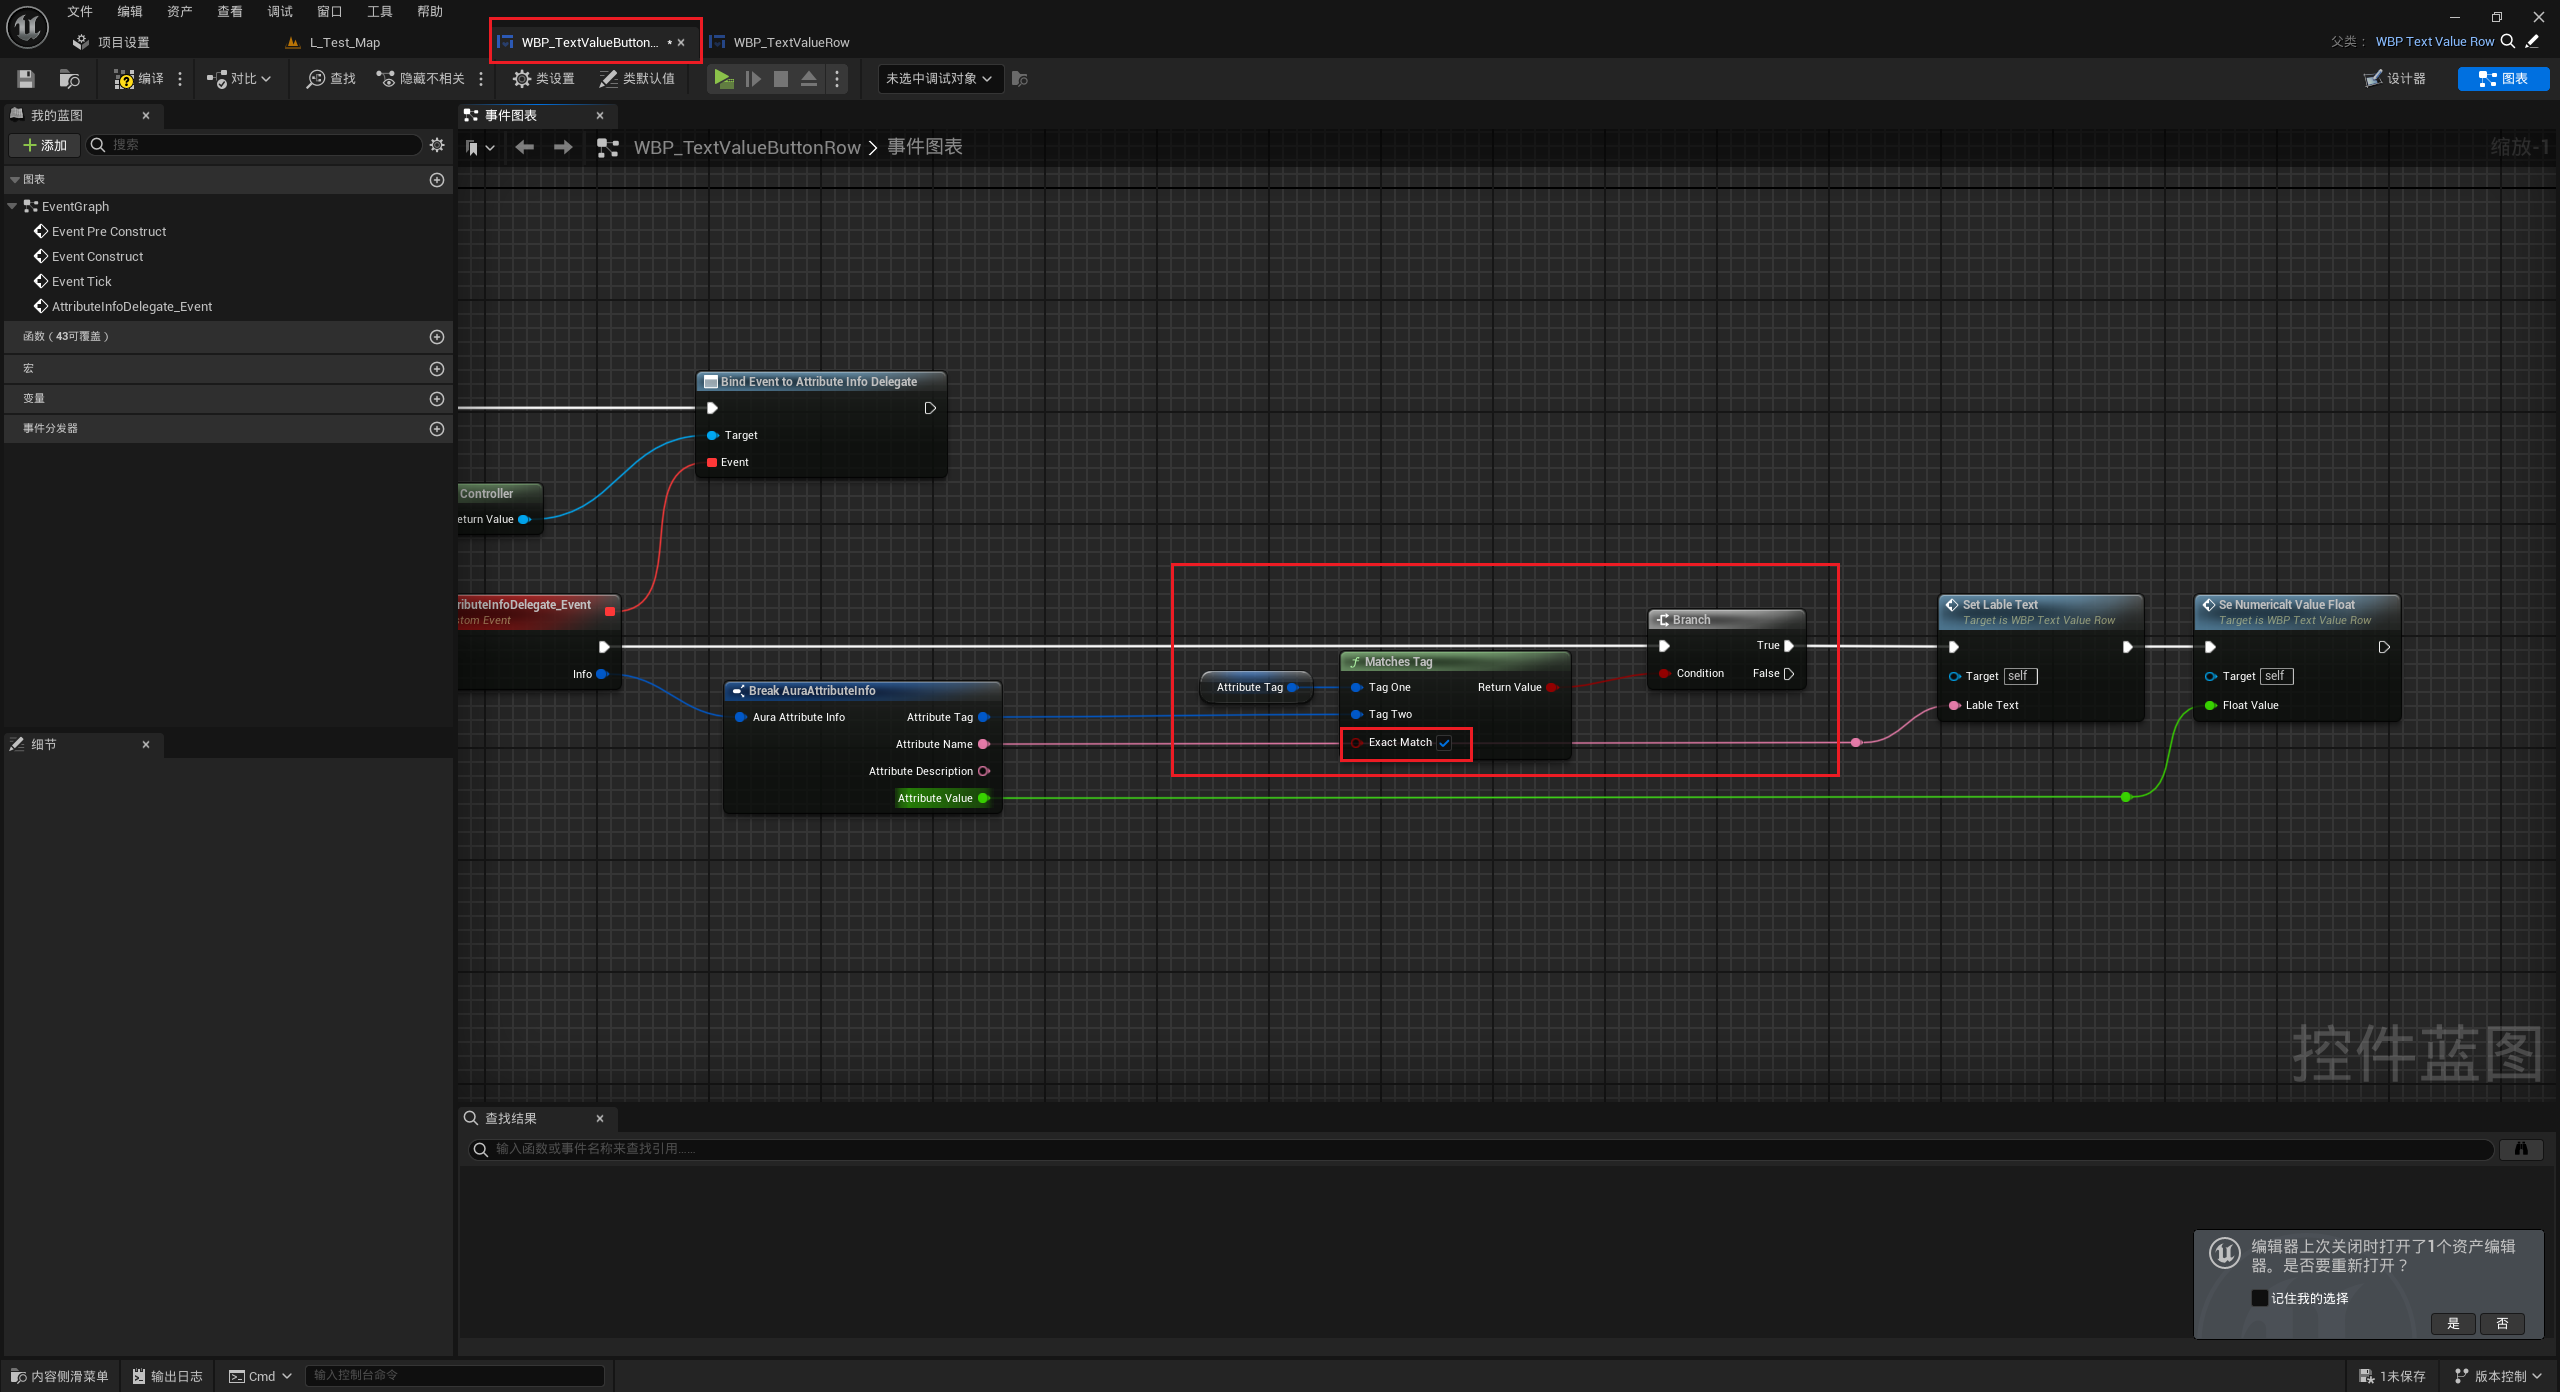 文件 编辑 资产 查看 调试 窗口 工具 帮助
项目设置 L_Test_Map WBP_TextValueButton... * WBP_TextValueRow
父类： WBP Text Value Row
编译 对比 查找 隐藏不相关 类设置 类默认值 未选中调试对象 设计器 图表
我的蓝图
添加 搜索
图表
EventGraph
Event Pre Construct
Event Construct
Event Tick
AttributeInfoDelegate_Event
函数（43可覆盖）
宏
变量
事件分发器
细节
事件图表
WBP_TextValueButtonRow > 事件图表
缩放-1
Bind Event to Attribute Info Delegate
Target
Event
Controller
eturn Value
ributeInfoDelegate_Event
stom Event
Info
Break AuraAttributeInfo
Aura Attribute Info Attribute Tag
Attribute Name
Attribute Description
Attribute Value
Attribute Tag
Matches Tag
Tag One Return Value
Tag Two
Exact Match
Branch
True
Condition False
Set Lable Text
Target is WBP Text Value Row
Target self
Lable Text
Se Numericalt Value Float
Target is WBP Text Value Row
Target self
Float Value
控件蓝图
查找结果
输入函数或事件名称来查找引用......
编辑器上次关闭时打开了1个资产编辑
器。是否要重新打开？
记住我的选择
是 否
内容侧滑菜单 输出日志 Cmd 输入控制台命令 1未保存 版本控制